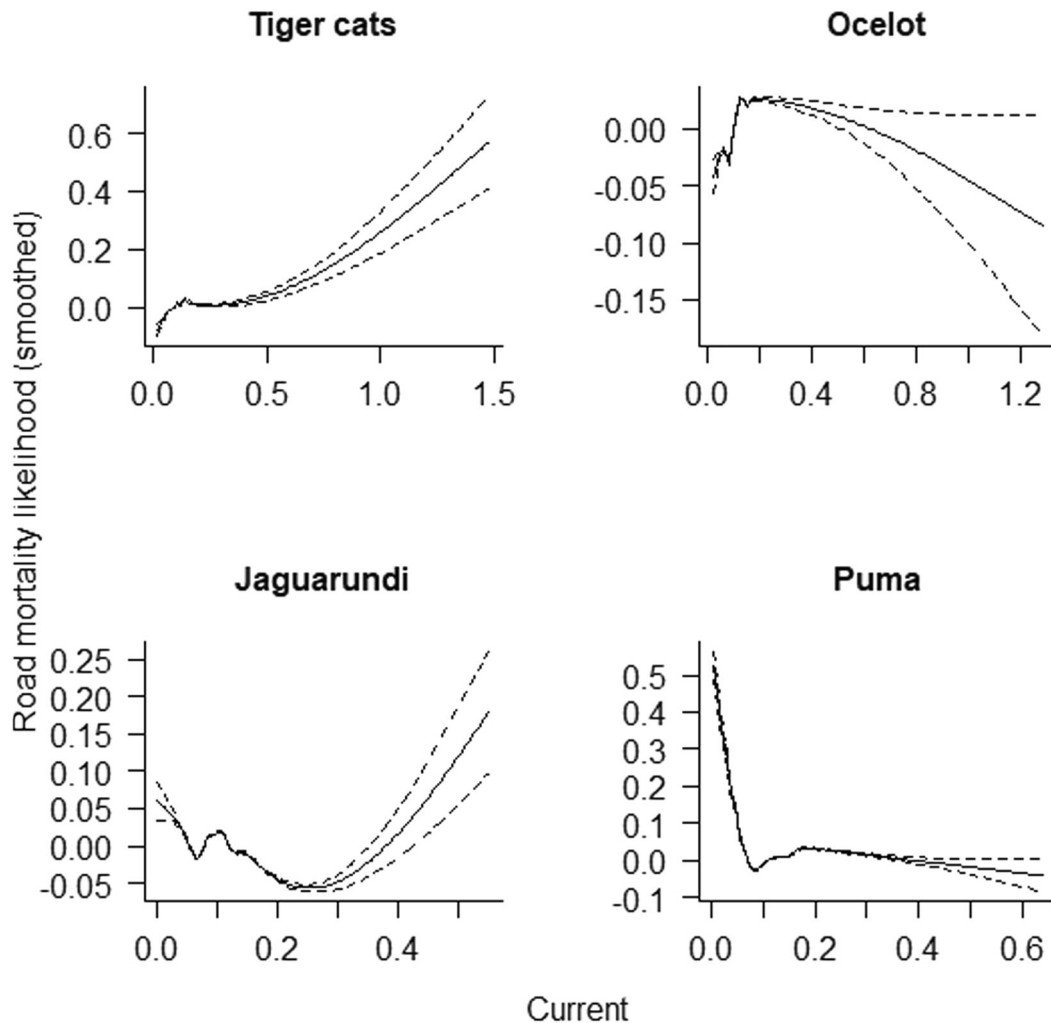 Tiger cats
Ocelot
Road mortality likelihood (smoothed)
0.6
0.4
0.2
0.0
0.0 0.5 1.0 1.5
0.00
-0.05
-0.10
-0.15
0.0 0.4 0.8 1.2
Jaguarundi
Puma
0.25
0.20
0.15
0.10
0.05
0.00
-0.05
0.0 0.2 0.4
0.5
0.4
0.3
0.2
0.1
0.0
-0.1
0.0 0.2 0.4 0.6
Current